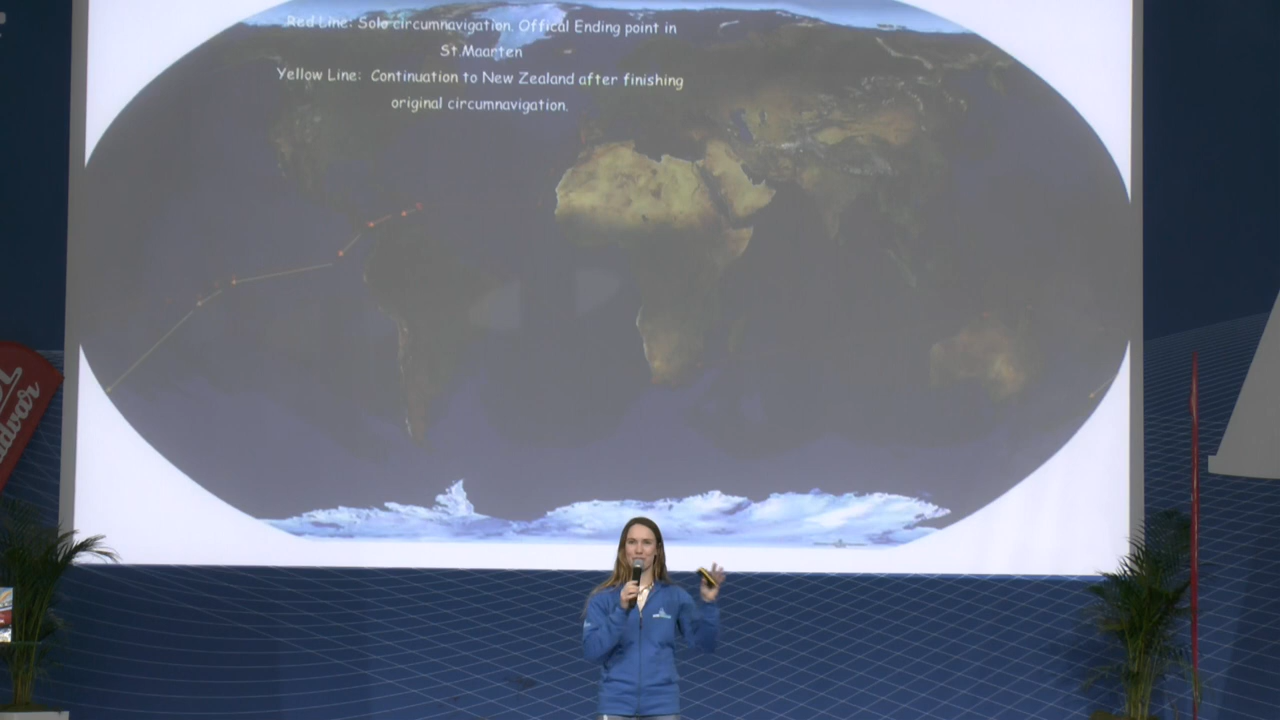 Red Line: Solo circumnavigation. Offical Ending point in
St.Maarten
Yellow Line: Continuation to New Zealand after finishing
original circumnavigation.